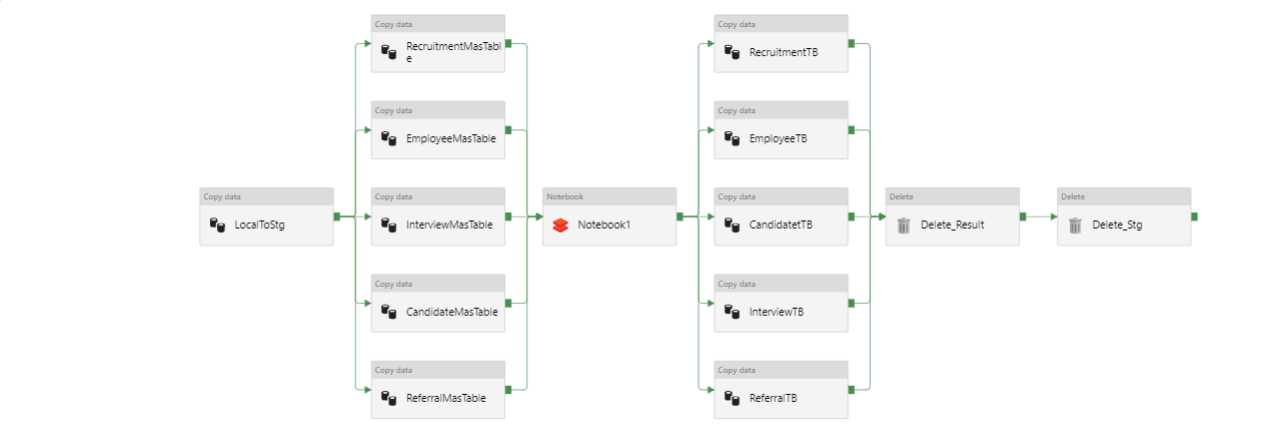 Copy data
LocalToStg
Copy data
RecruitmentMasTabl
e
Copy data
EmployeeMasTable
Copy data
InterviewMasTable
Copy data
CandidateMasTable
Copy data
ReferralMasTable
Notebook
Notebook1
Copy data
RecruitmentTB
Copy data
EmployeeTB
Copy data
CandidatetTB
Copy data
InterviewTB
Copy data
ReferralTB
Delete
Delete_Result
Delete
Delete_Stg